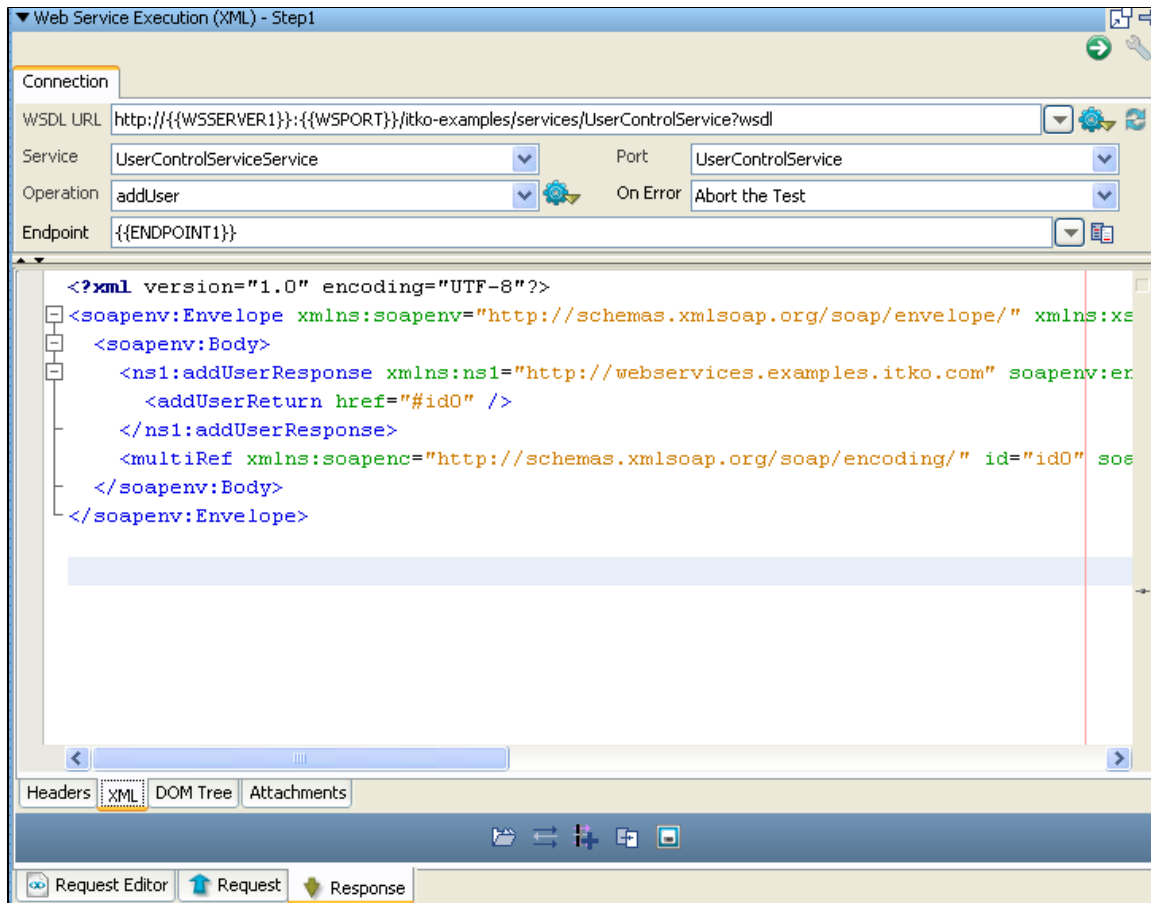 Web Service Execution (XML) - Step1
Connection
WSDL URL http://{{WSSERVER1}}:{{WSPORT}}/itko-examples/services/UserControlService?wsdl
Service UserControlServiceService Port UserControlService
Operation addUser On Error Abort the Test
Endpoint {{ENDPOINT1}}
<?xml version="1.0" encoding="UTF-8"?>
<soapenv:Envelope xmlns:soapenv="http://schemas.xmlsoap.org/soap/envelope/" xmlns:xs
<soapenv:Body>
<ns1:addUserResponse xmlns:ns1="http://webservices.examples.itko.com" soapenv:en
<addUserReturn href="#id0" />
</ns1:addUserResponse>
<multiRef xmlns:soapenc="http://schemas.xmlsoap.org/soap/encoding/" id="id0" soa
</soapenv:Body>
</soapenv:Envelope>
Headers XML DOM Tree Attachments
Request Editor Request Response